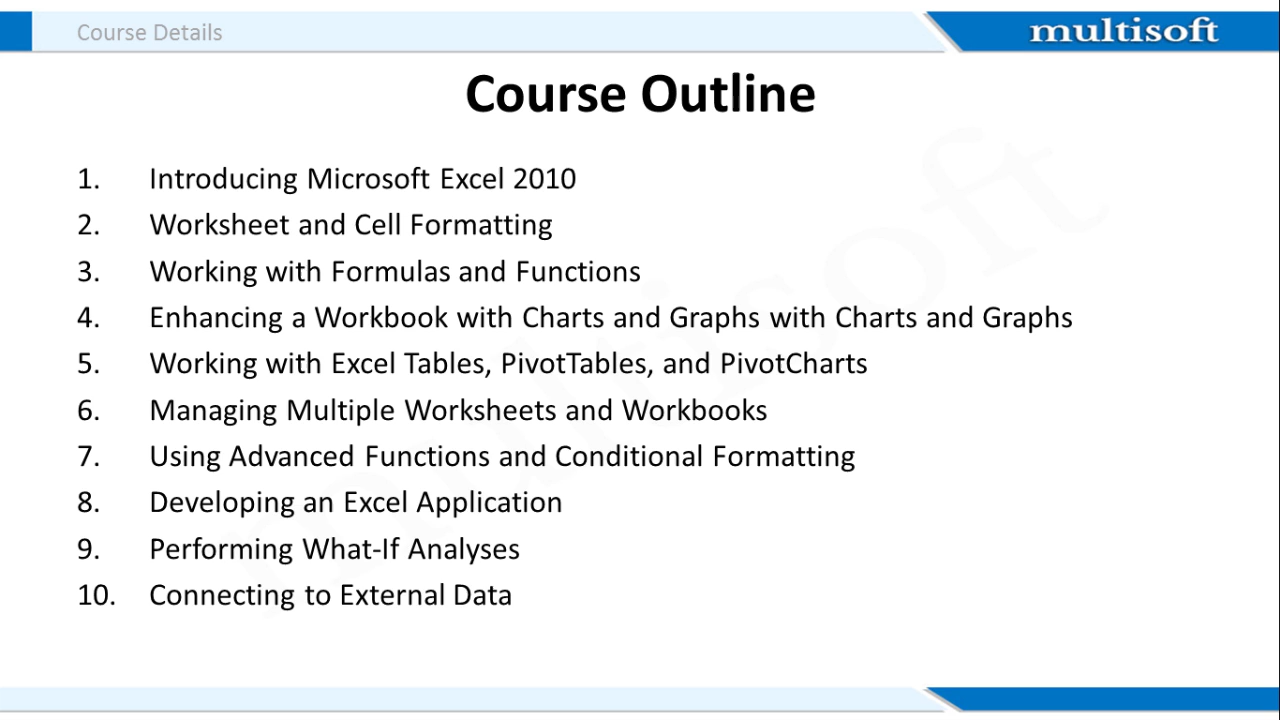 Course Details
multisoft
Course Outline
1. Introducing Microsoft Excel 2010
2. Worksheet and Cell Formatting
3. Working with Formulas and Functions
4. Enhancing a Workbook with Charts and Graphs with Charts and Graphs
5. Working with Excel Tables, PivotTables, and PivotCharts
6. Managing Multiple Worksheets and Workbooks
7. Using Advanced Functions and Conditional Formatting
8. Developing an Excel Application
9. Performing What-If Analyses
10. Connecting to External Data
multisoft